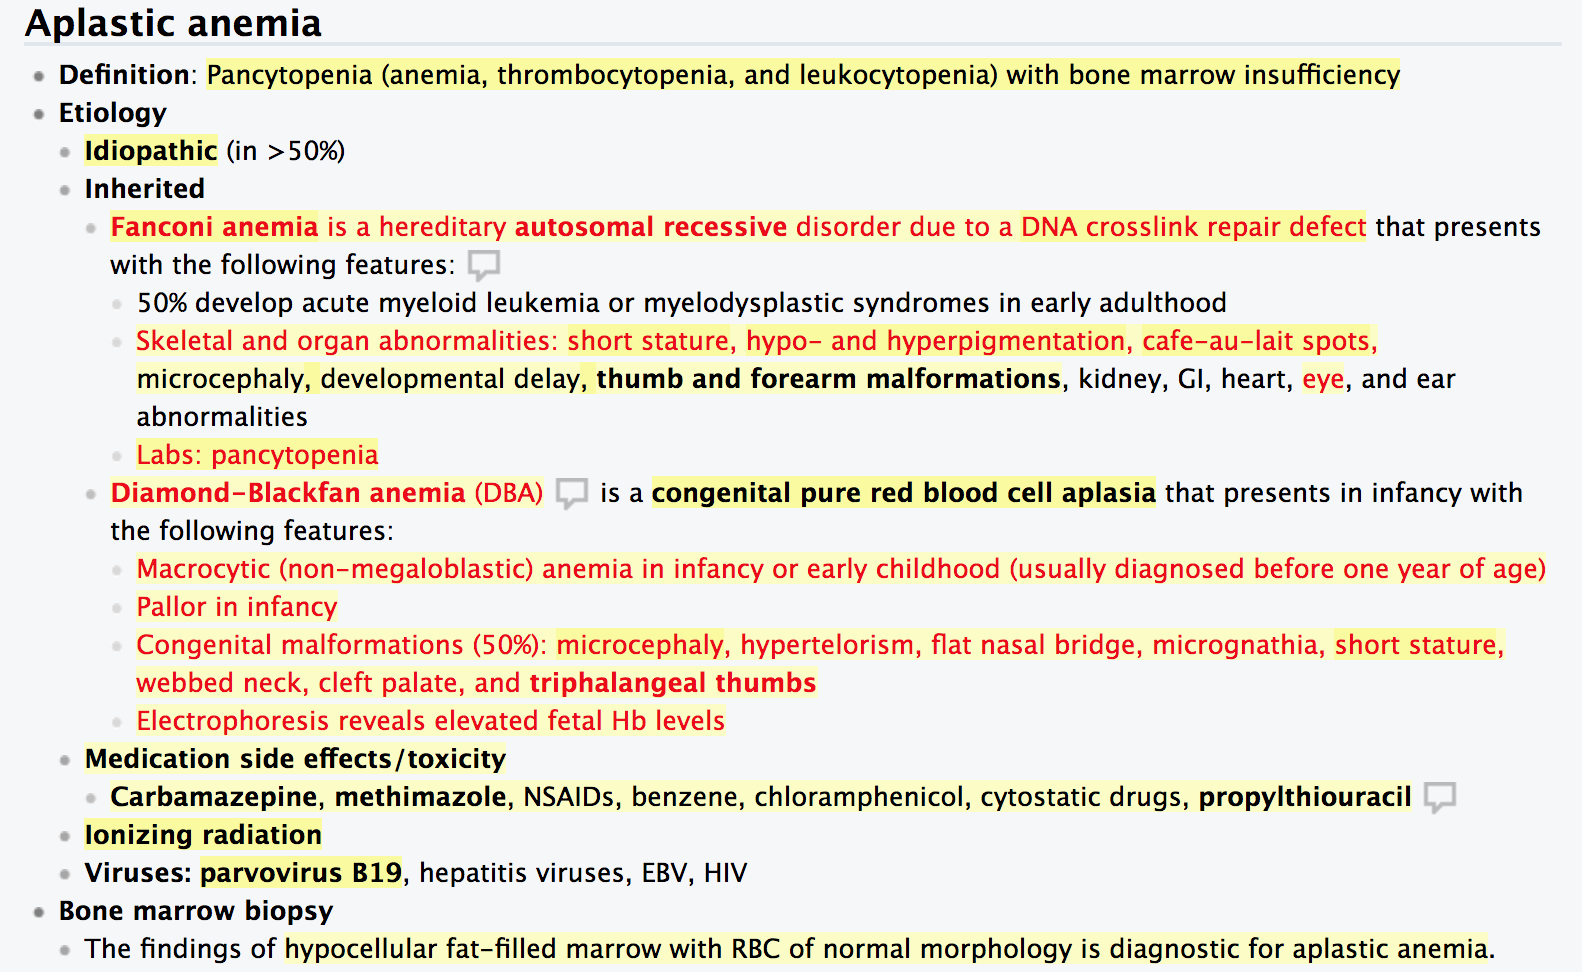 Aplastic anemia
Definition: Pancytopenia (anemia, thrombocytopenia, and leukocytopenia) with bone marrow insufficiency
Etiology
Idiopathic (in >50%)
Inherited
Fanconi anemia is a hereditary autosomal recessive disorder due to a DNA crosslink repair defect that presents
with the following features:
50% develop acute myeloid leukemia or myelodysplastic syndromes in early adulthood
Skeletal and organ abnormalities: short stature, hypo- and hyperpigmentation, cafe-au-lait spots,
microcephaly, developmental delay, thumb and forearm malformations, kidney, GI, heart, eye, and ear
abnormalities
Labs: pancytopenia
Diamond-Blackfan anemia (DBA) is a congenital pure red blood cell aplasia that presents in infancy with
the following features:
Macrocytic (non-megaloblastic) anemia in infancy or early childhood (usually diagnosed before one year of age)
Pallor in infancy
Congenital malformations (50%): microcephaly, hypertelorism, flat nasal bridge, micrognathia, short stature,
webbed neck, cleft palate, and triphalangeal thumbs
Electrophoresis reveals elevated fetal Hb levels
Medication side effects/toxicity
Carbamazepine, methimazole, NSAIDs, benzene, chloramphenicol, cytostatic drugs, propylthiouracil
Ionizing radiation
Viruses: parvovirus B19, hepatitis viruses, EBV, HIV
Bone marrow biopsy
The findings of hypocellular fat-filled marrow with RBC of normal morphology is diagnostic for aplastic anemia.